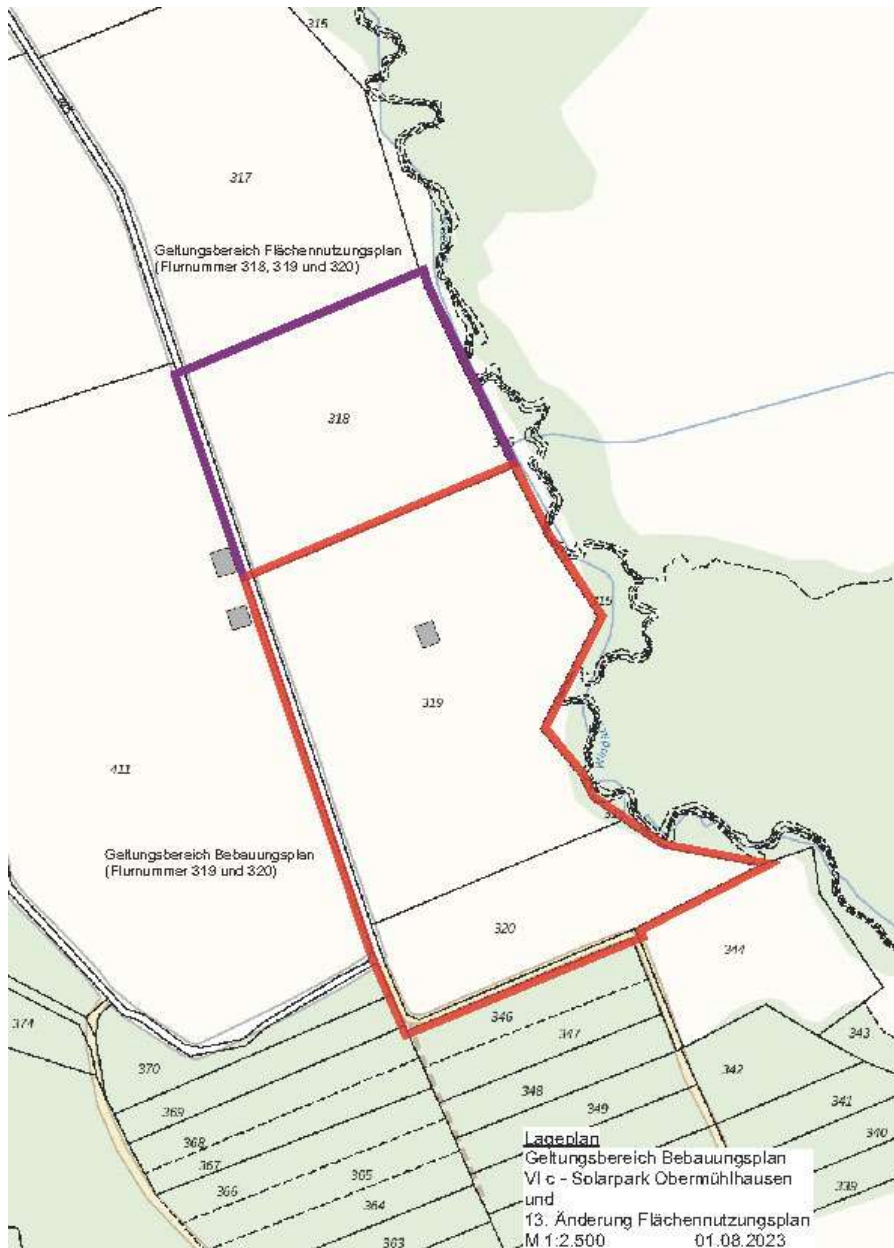 315
317
Geltungsbereich Flächennutzungsplan
(Flurnummer 318, 319 und 320)
318
315
319
411
Windach
Geltungsbereich Bebauungsplan
(Flurnummer 319 und 320)
320
344
374
346
347
343
370
342
348
341
369
349
340
368
367
365
366
339
364
363
Lageplan
Geltungsbereich Bebauungsplan
VI c - Solarpark Obermühlhausen
und
13. Änderung Flächennutzungsplan
M 1:2.500 01.08.2023